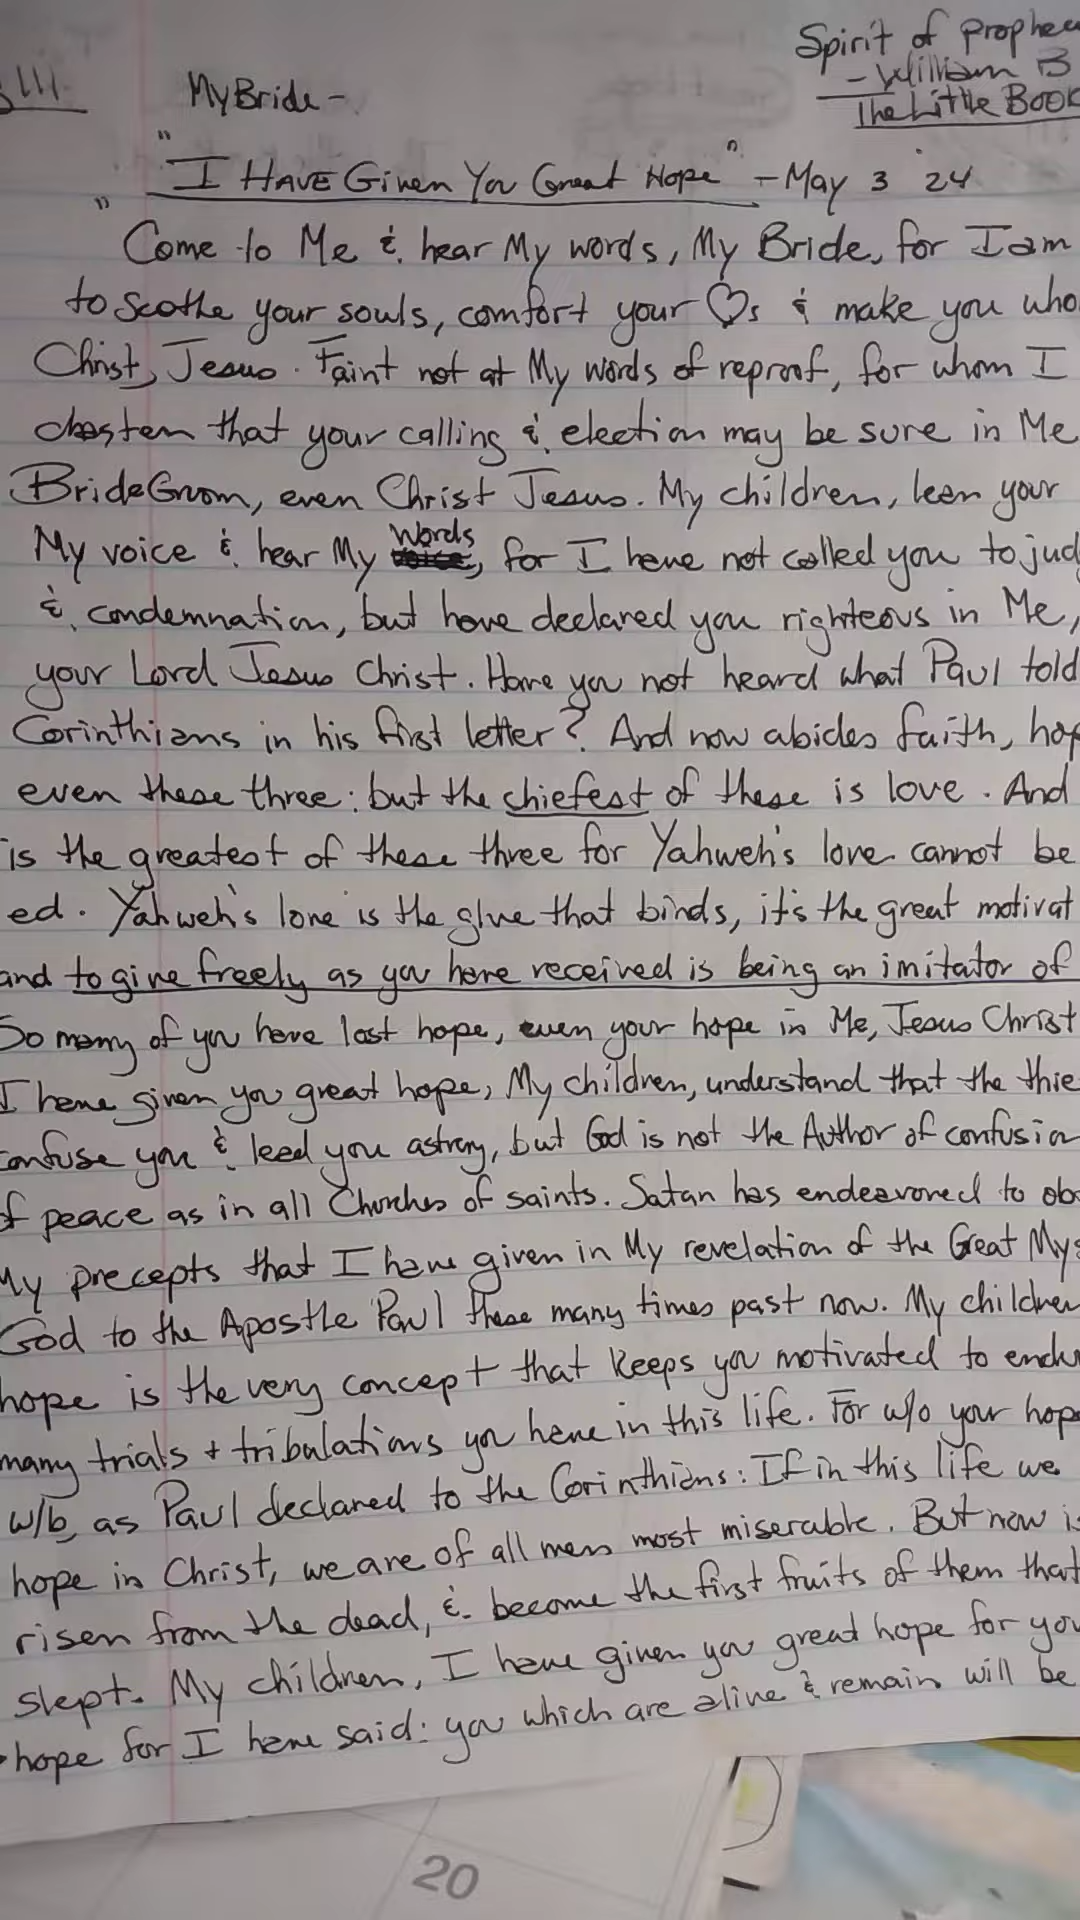 Spirit of Prophe
- William B
The Little Book
III
My Bride -
"I HAVE Given You Great Hope" - May 3 '24
"Come to Me & hear My words, My Bride, for I am
to soothe your souls, comfort your ♡s & make you who
Christ, Jesus. Faint not at My words of reproof, for whom I
chasten that your calling & election may be sure in Me
BrideGroom, even Christ Jesus. My children, lean your
My voice & hear My Words, for I have not called you to jud
& condemnation, but have declared you righteous in Me,
your Lord Jesus Christ. Have you not heard what Paul told
Corinthians in his first letter? And now abides faith, hop
even these three: but the chiefest of these is love. And
is the greatest of these three for Yahweh's love cannot be
ed. Yahweh's love is the glue that binds, it's the great motivat
and to give freely as you have received is being an imitator of
So many of you have lost hope, even your hope in Me, Jesus Christ
I have given you great hope, My children, understand that the thie
confuse you & lead you astray, but God is not the Author of confusion
of peace as in all Churches of saints. Satan has endeavored to ob
My precepts that I have given in My revelation of the Great Mys
God to the Apostle Paul these many times past now. My children
hope is the very concept that keeps you motivated to endu
many trials + tribulations you have in this life. For w/o your hope
w/b, as Paul declared to the Corinthians: If in this life we
hope in Christ, we are of all men most miserable. But now is
risen from the dead, & become the first fruits of them that
slept. My children, I have given you great hope for you
hope for I have said: you which are alive & remain will be
20